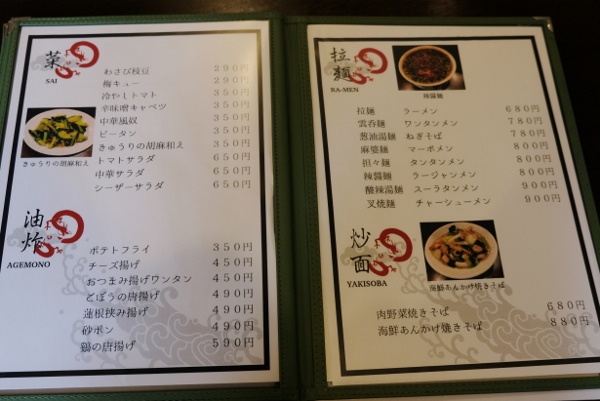 菜
SAI
わさび枝豆 290円
梅キュー 290円
冷やしトマト 350円
辛味噌キャベツ 350円
中華風奴 350円
ピータン 350円
きゅうりの胡麻和え 350円
トマトサラダ 650円
中華サラダ 650円
シーザーサラダ 650円
きゅうりの胡麻和え
油炸
AGEMONO
ポテトフライ 350円
チーズ揚げ 450円
おつまみ揚げワンタン 450円
ごぼうの唐揚げ 490円
蓮根挟み揚げ 490円
砂ポン 490円
鶏の唐揚げ 590円
拉麺
RA-MEN
辣醤麺
拉麺 ラーメン 680円
雲呑麺 ワンタンメン 780円
葱油湯麺 ねぎそば 780円
麻婆麺 マーボメン 800円
担々麺 タンタンメン 800円
辣醤麺 ラージャンメン 800円
酸辣湯麺 スーラタンメン 900円
叉焼麺 チャーシューメン 900円
炒面
YAKISOBA
海鮮あんかけ焼きそば
肉野菜焼きそば 680円
海鮮あんかけ焼きそば 880円